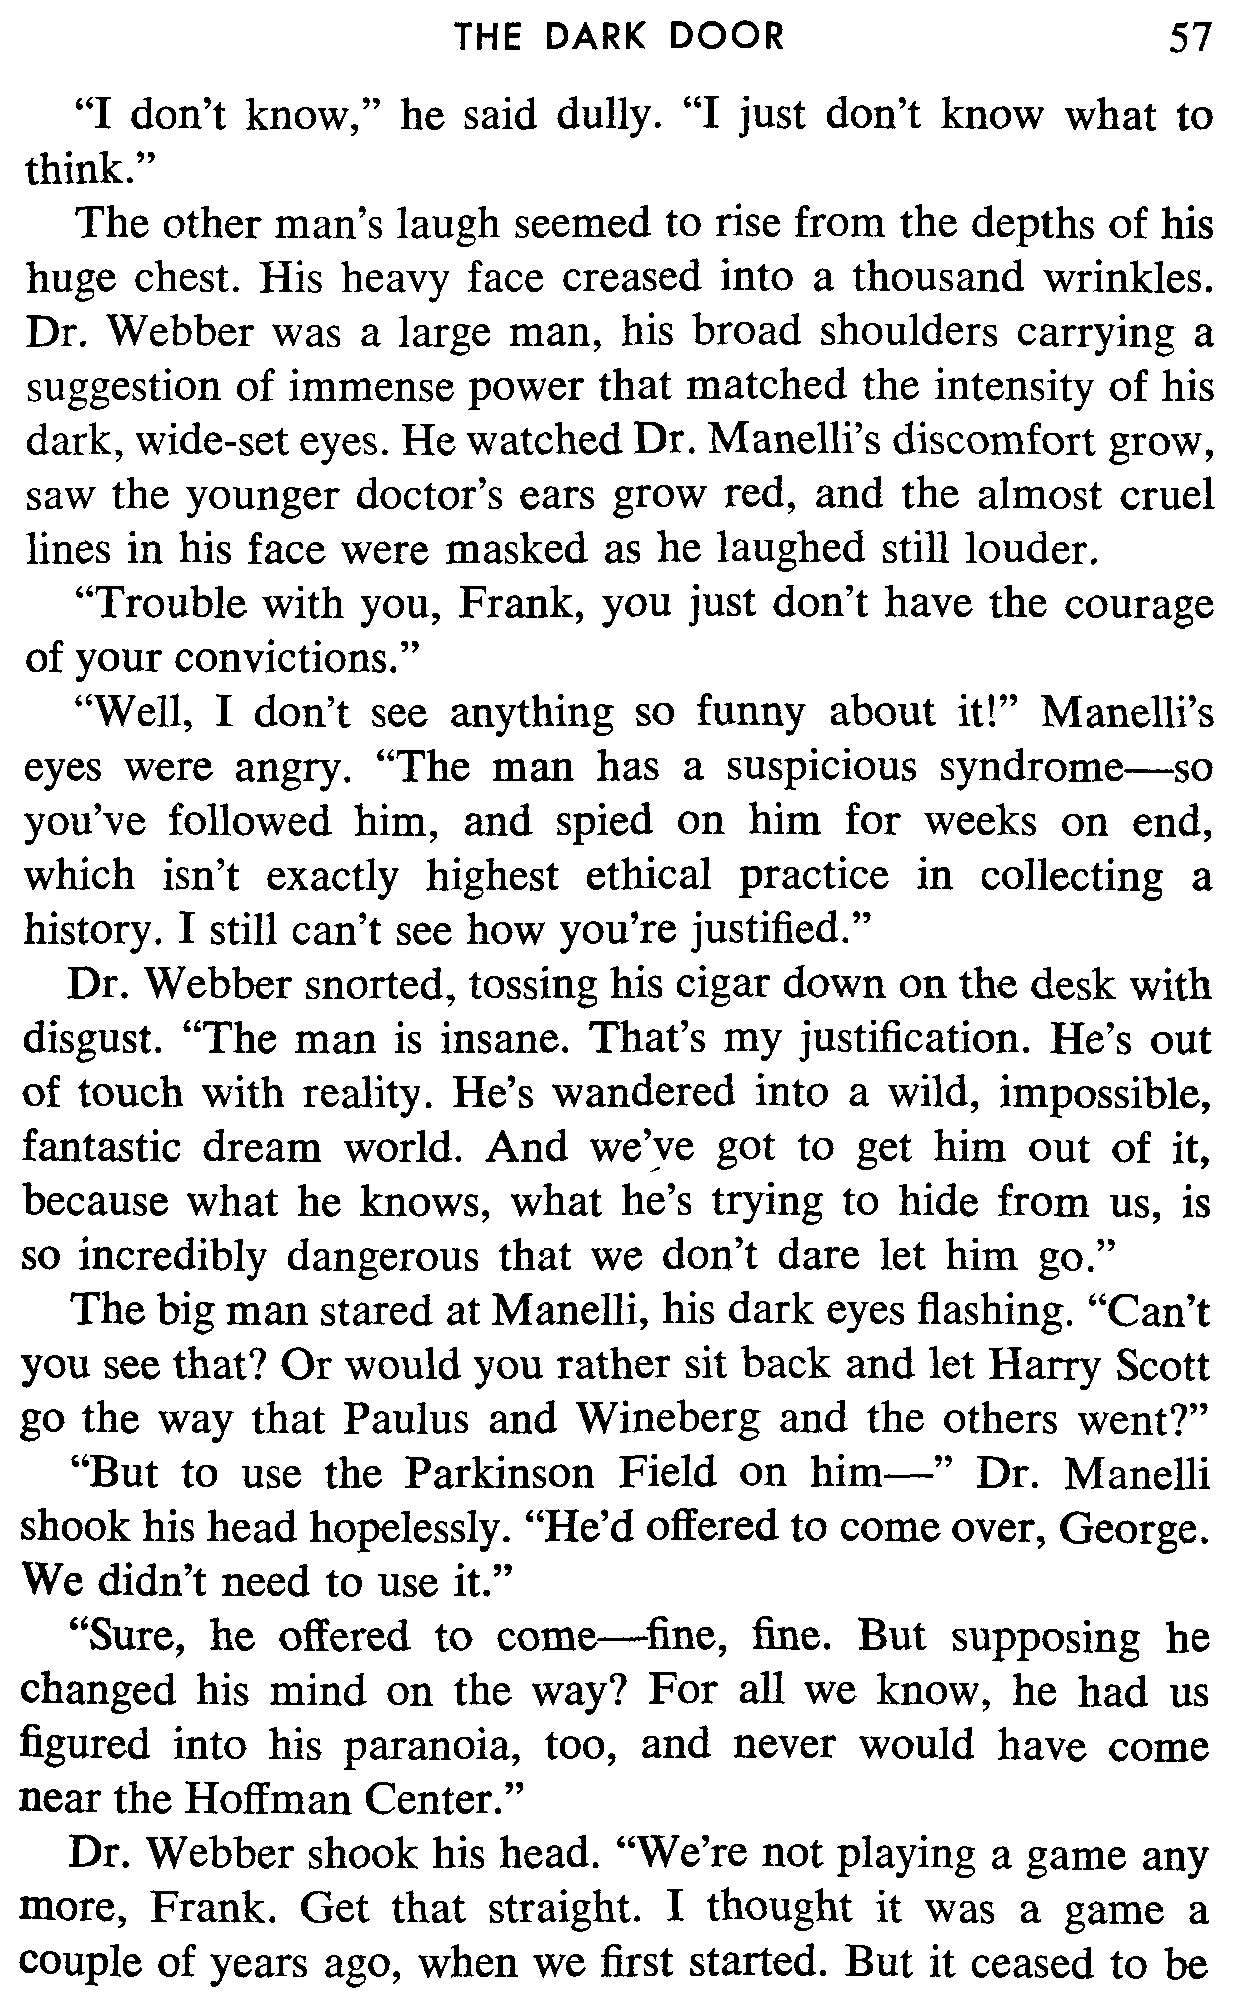 THE DARK DOOR 57
“I don’t know,” he said dully. “I just don’t know what to
think.”
The other man’s laugh seemed to rise from the depths of his
huge chest. His heavy face creased into a thousand wrinkles.
Dr. Webber was a large man, his broad shoulders carrying a
suggestion of immense power that matched the intensity of his
dark, wide-set eyes. He watched Dr. Manelli’s discomfort grow,
saw the younger doctor’s ears grow red, and the almost cruel
lines in his face were masked as he laughed still louder.
“Trouble with you, Frank, you just don’t have the courage
of your convictions.”
“Well, I don’t see anything so funny about it!” Manelli’s
eyes were angry. “The man has a suspicious syndrome—so
you’ve followed him, and spied on him for weeks on end,
which isn’t exactly highest ethical practice in collecting a
history. I still can’t see how you’re justified.”
Dr. Webber snorted, tossing his cigar down on the desk with
disgust. “The man is insane. That’s my justification. He’s out
of touch with reality. He’s wandered into a wild, impossible,
fantastic dream world. And we’ve got to get him out of it,
because what he knows, what he’s trying to hide from us, is
so incredibly dangerous that we don’t dare let him go.”
The big man stared at Manelli, his dark eyes flashing. “Can’t
you see that? Or would you rather sit back and let Harry Scott
go the way that Paulus and Wineberg and the others went?”
“But to use the Parkinson Field on him—” Dr. Manelli
shook his head hopelessly. “He’d offered to come over, George.
We didn’t need to use it.”
“Sure, he offered to come—fine, fine. But supposing he
changed his mind on the way? For all we know, he had us
figured into his paranoia, too, and never would have come
near the Hoffman Center.”
Dr. Webber shook his head. “We’re not playing a game any
more, Frank. Get that straight. I thought it was a game a
couple of years ago, when we first started. But it ceased to be